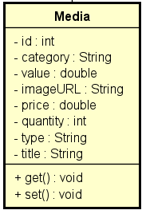 Media
- id : int
- category : String
- value : double
- imageURL : String
- price : double
- quantity : int
- type : String
- title : String
+ get() : void
+ set() : void